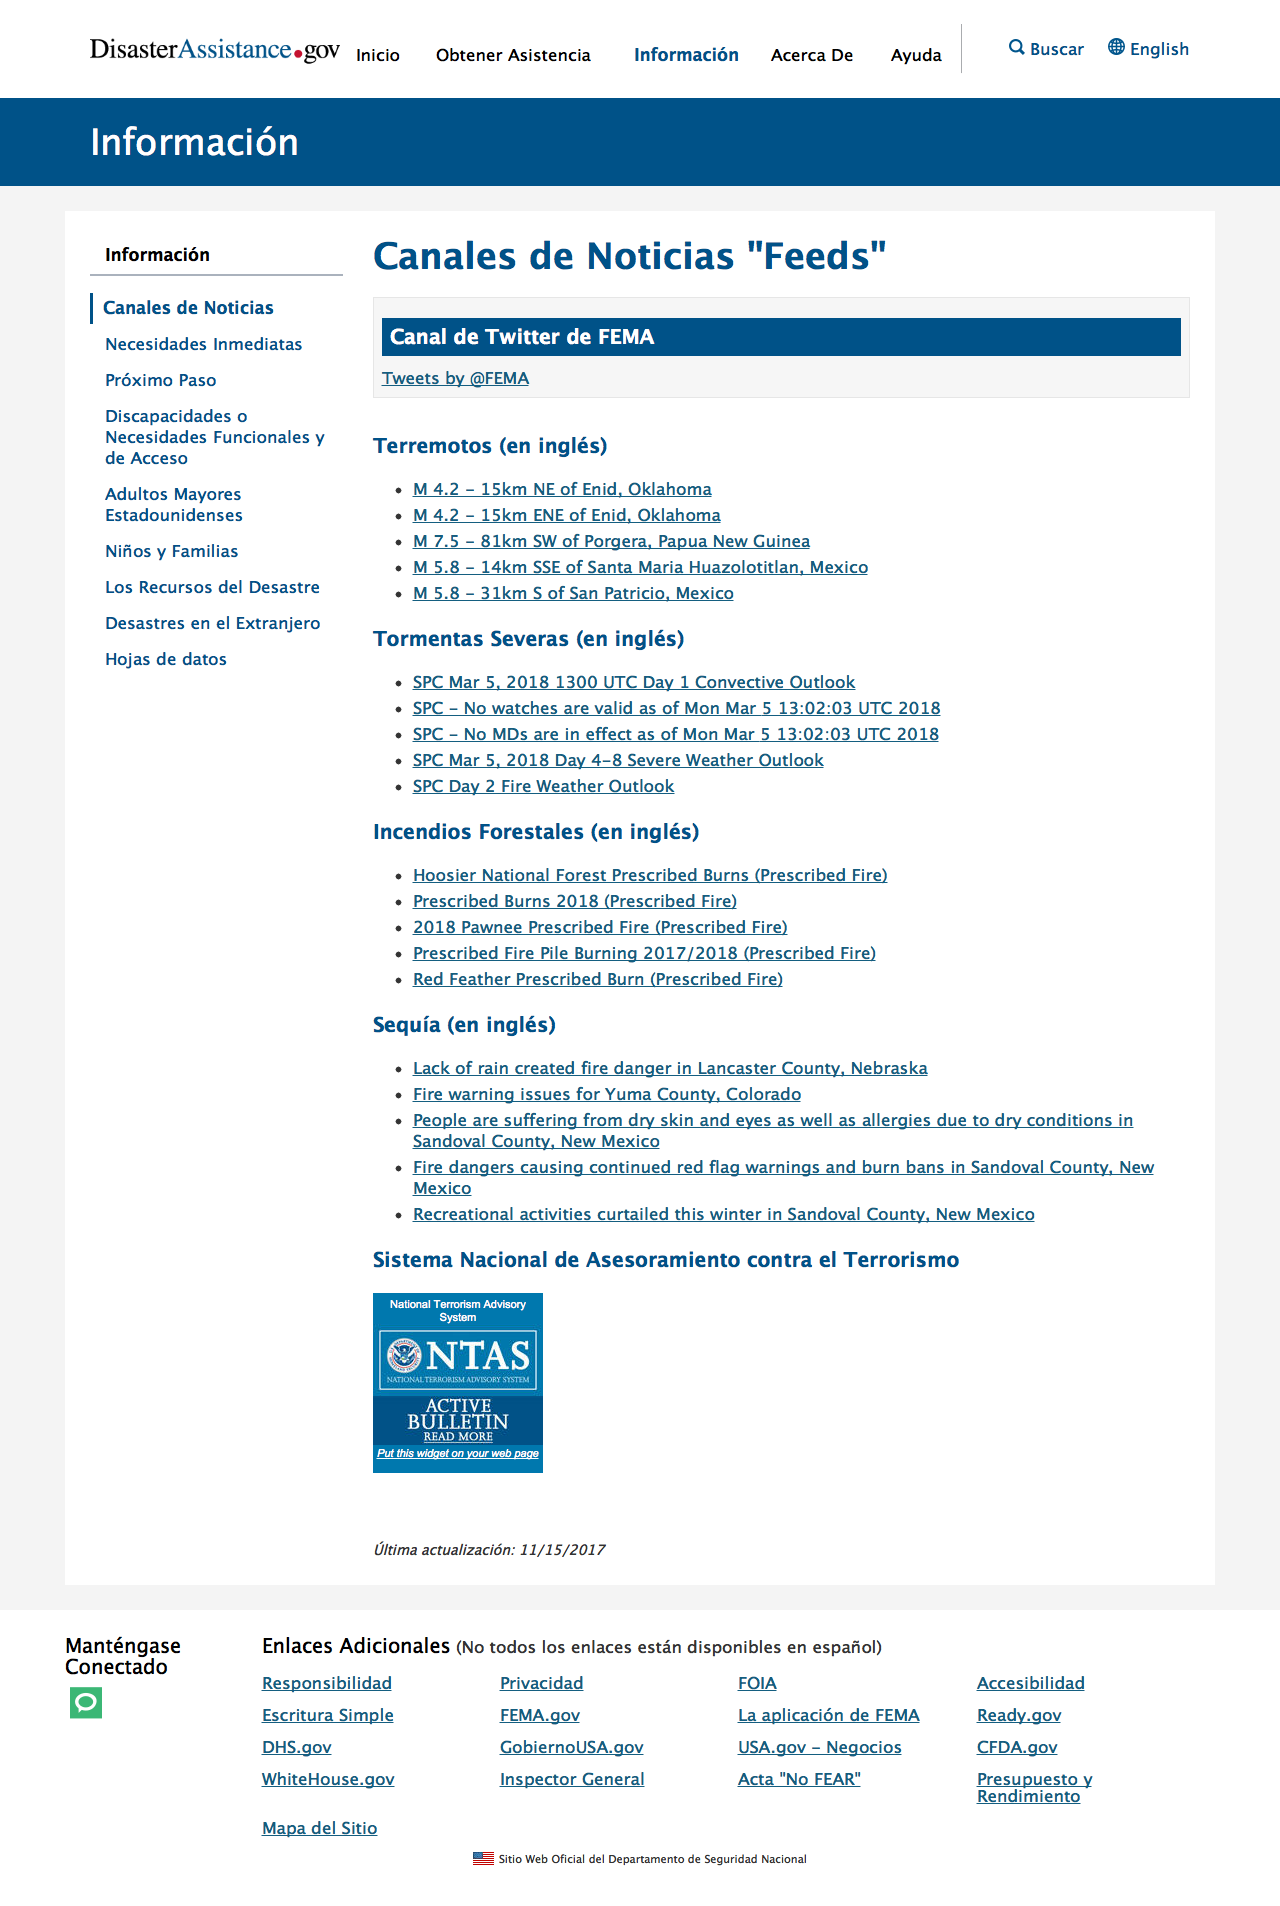 DisasterAssistance.gov
Inicio
Obtener Asistencia
Información
Acerca De
Ayuda
Buscar
English
Información
Información
Canales de Noticias
Necesidades Inmediatas
Próximo Paso
Discapacidades o
Necesidades Funcionales y
de Acceso
Adultos Mayores
Estadounidenses
Niños y Familias
Los Recursos del Desastre
Desastres en el Extranjero
Hojas de datos
Canales de Noticias "Feeds"
Canal de Twitter de FEMA
Tweets by @FEMA
Terremotos (en inglés)
M 4.2 - 15km NE of Enid, Oklahoma
M 4.2 - 15km ENE of Enid, Oklahoma
M 7.5 - 81km SW of Porgera, Papua New Guinea
M 5.8 - 14km SSE of Santa Maria Huazolotitlan, Mexico
M 5.8 - 31km S of San Patricio, Mexico
Tormentas Severas (en inglés)
SPC Mar 5, 2018 1300 UTC Day 1 Convective Outlook
SPC - No watches are valid as of Mon Mar 5 13:02:03 UTC 2018
SPC - No MDs are in effect as of Mon Mar 5 13:02:03 UTC 2018
SPC Mar 5, 2018 Day 4-8 Severe Weather Outlook
SPC Day 2 Fire Weather Outlook
Incendios Forestales (en inglés)
Hoosier National Forest Prescribed Burns (Prescribed Fire)
Prescribed Burns 2018 (Prescribed Fire)
2018 Pawnee Prescribed Fire (Prescribed Fire)
Prescribed Fire Pile Burning 2017/2018 (Prescribed Fire)
Red Feather Prescribed Burn (Prescribed Fire)
Sequía (en inglés)
Lack of rain created fire danger in Lancaster County, Nebraska
Fire warning issues for Yuma County, Colorado
People are suffering from dry skin and eyes as well as allergies due to dry conditions in
Sandoval County, New Mexico
Fire dangers causing continued red flag warnings and burn bans in Sandoval County, New
Mexico
Recreational activities curtailed this winter in Sandoval County, New Mexico
Sistema Nacional de Asesoramiento contra el Terrorismo
National Terrorism Advisory
System
NTAS
NATIONAL TERRORISM ADVISORY SYSTEM
ACTIVE
BULLETIN
READ MORE
Put this widget on your web page
Última actualización: 11/15/2017
Manténgase
Conectado
Enlaces Adicionales (No todos los enlaces están disponibles en español)
Responsibilidad
Privacidad
FOIA
Accesibilidad
Escritura Simple
FEMA.gov
La aplicación de FEMA
Ready.gov
DHS.gov
GobiernoUSA.gov
USA.gov - Negocios
CFDA.gov
WhiteHouse.gov
Inspector General
Acta "No FEAR"
Presupuesto y
Rendimiento
Mapa del Sitio
Sitio Web Oficial del Departamento de Seguridad Nacional